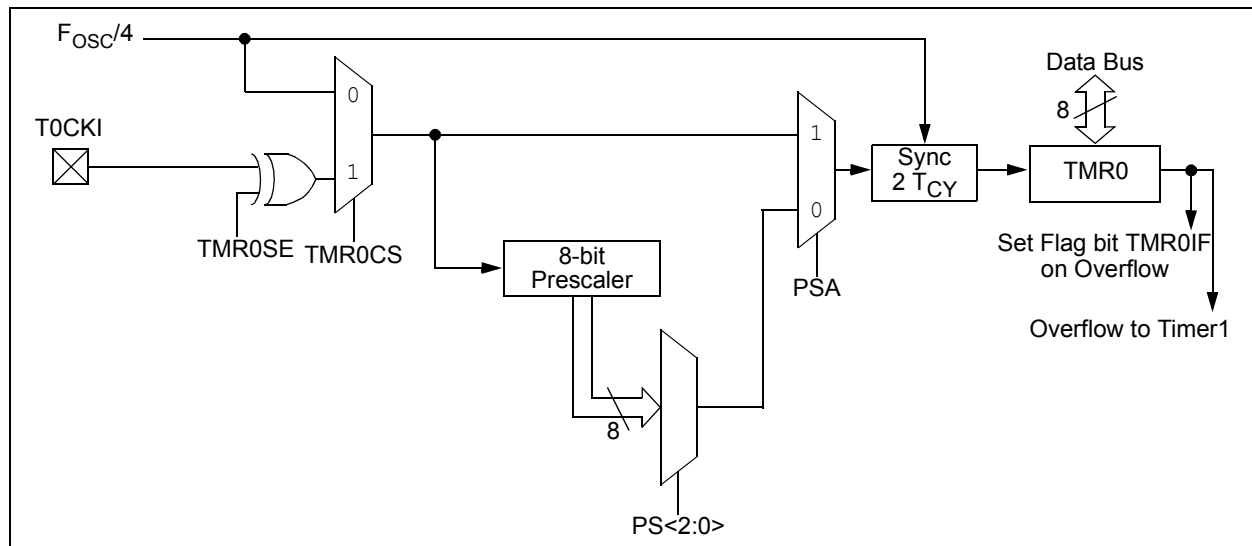 FOSC/4
Data Bus
8
T0CKI
0
1
1
0
Sync
2 TCY
TMR0
TMR0SE
TMR0CS
8-bit
Prescaler
PSA
Set Flag bit TMR0IF
on Overflow
Overflow to Timer1
8
PS<2:0>